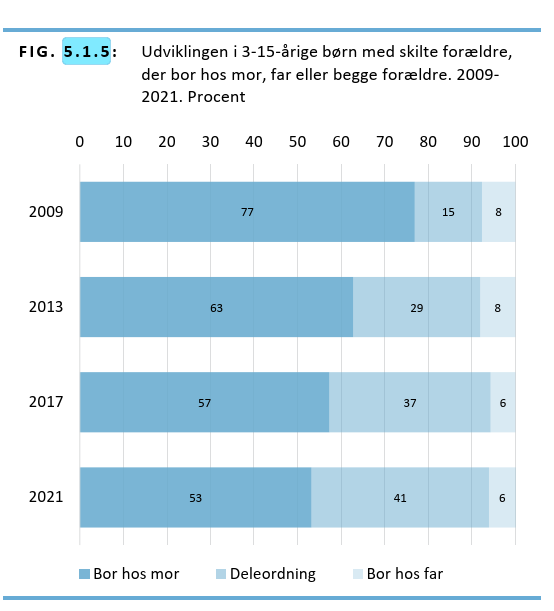 FIG. 5.1.5: Udviklingen i 3-15-årige børn med skilte forældre,
der bor hos mor, far eller begge forældre. 2009-
2021. Procent
0 10 20 30 40 50 60 70 80 90 100
2009 77 15 8
2013 63 29 8
2017 57 37 6
2021 53 41 6
Bor hos mor Deleordning Bor hos far